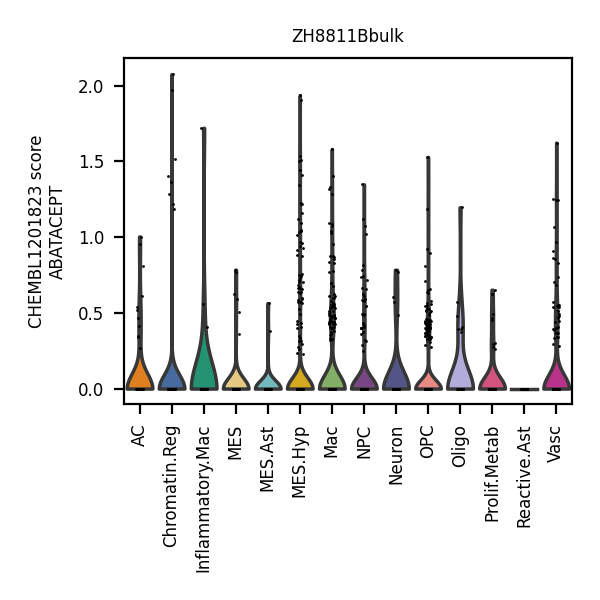 ZH8811Bbulk
CHEMBL1201823 score
ABATACEPT
2.0
1.5
1.0
0.5
0.0
AC
Chromatin.Reg
Inflammatory.Mac
MES
MES.Ast
MES.Hyp
Mac
NPC
Neuron
OPC
Oligo
Prolif.Metab
Reactive.Ast
Vasc